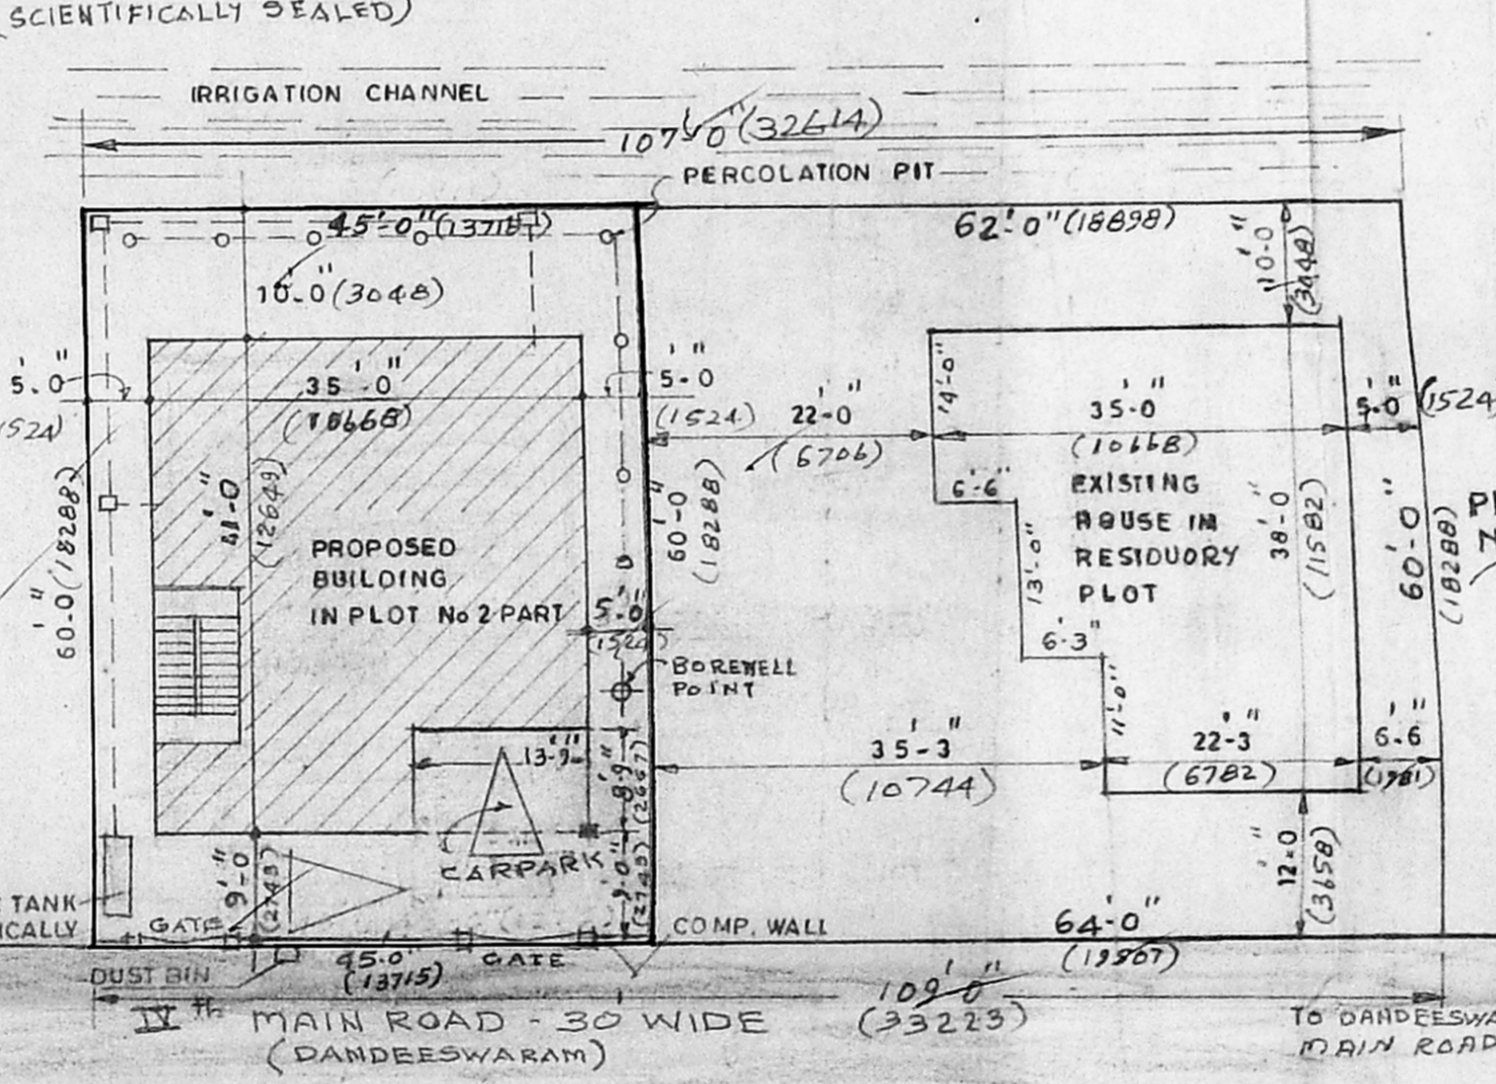 (SCIENTIFICALLY SEALED)
IRRIGATION CHANNEL
107'-0" (32614)
PERCOLATION PIT
45'-0" (13716)
62'-0" (18898)
10'-0" (3048)
10'-0"
(3048)
5'-0"
1524)
35'-0"
(10668)
5'-0"
(1524)
22'-0"
(6706)
14'-0"
35'-0"
(10668)
5'-0"
(1524
60'-0" (18288)
41'-0"
(12649)
60'-0"
(18288)
6'-6"
EXISTING
HOUSE IN
RESIDUORY
PLOT
38'-0"
(11582)
60'-0"
(18288)
PROPOSED
BUILDING
IN PLOT No 2 PART
5'-0"
(1524)
13'-0"
6'-3"
BOREWELL
POINT
11'-0"
13'-9"
8'-9"
(2667)
35'-3"
(10744)
22'-3"
(6782)
6'-6"
(1981)
CARPARK
9'-0"
(2743)
9'-0"
(2743)
12'-0"
(3658)
TANK
ICALLY
GATE
COMP. WALL
64'-0"
(19507)
DUST BIN
45'-0"
(13715)
GATE
109'-0"
(33223)
IVth MAIN ROAD - 30 WIDE
(DANDEESWARAM)
TO DANDEESWA
MAIN ROAD